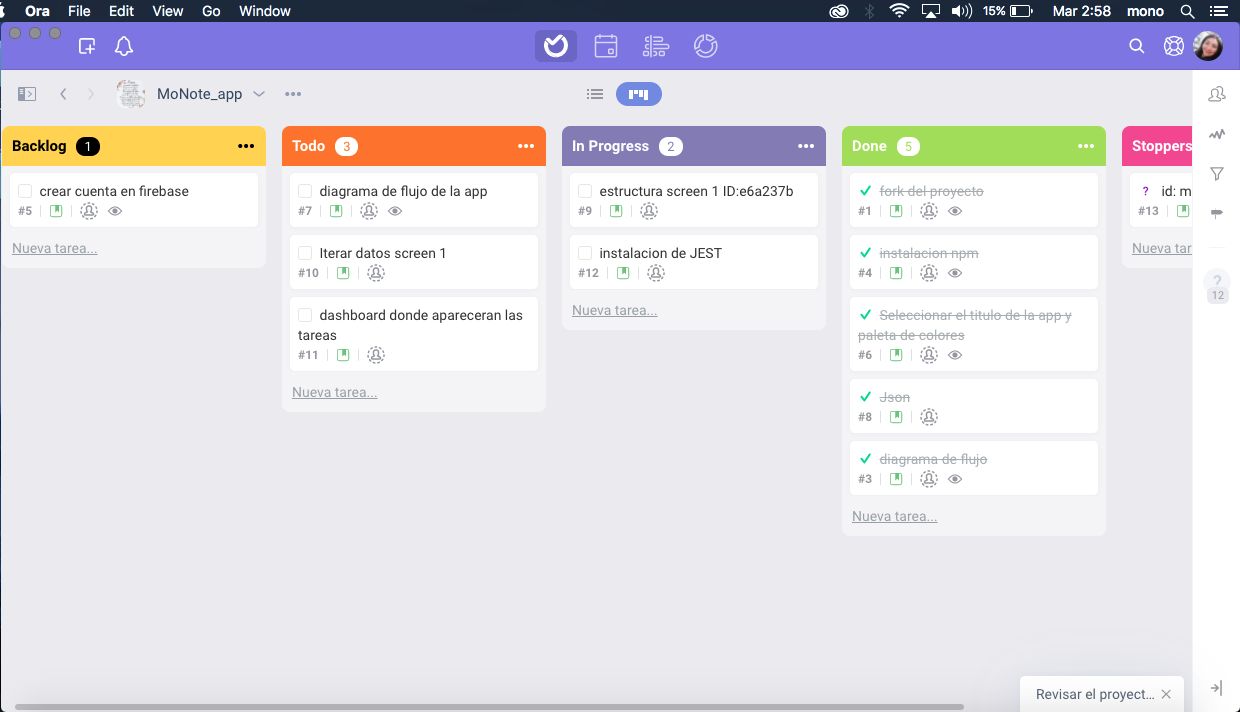 Ora File Edit View Go Window 15% Mar 2:58 mono
MoNote_app
Backlog 1
crear cuenta en firebase
#5
Nueva tarea...
Todo 3
diagrama de flujo de la app
#7
Iterar datos screen 1
#10
dashboard donde apareceran las
tareas
#11
Nueva tarea...
In Progress 2
estructura screen 1 ID:e6a237b
#9
instalacion de JEST
#12
Nueva tarea...
Done 5
fork del proyecto
#1
instalacion npm
#4
Seleccionar el titulo de la app y
paleta de colores
#6
Json
#8
diagrama de flujo
#3
Nueva tarea...
Stoppers
? id: m
#13
Nueva tar
?
12
Revisar el proyect...